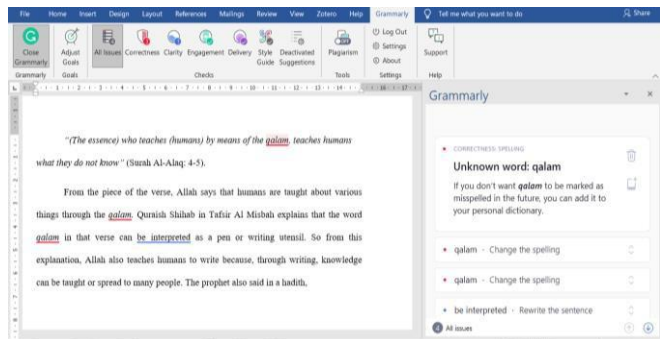 File Home Insert Design Layout References Mailings Review View Zotero Help Grammarly Tell me what you want to do Share
Close Grammarly
Adjust Goals
All Issues
Correctness
Clarity
Engagement
Delivery
Style Guide
Deactivated Suggestions
Plagiarism
Log Out
Settings
About
Support
Grammarly Goals Checks Tools Settings Help
"(The essence) who teaches (humans) by means of the qalam, teaches humans
what they do not know" (Surah Al-Alaq: 4-5).
From the piece of the verse, Allah says that humans are taught about various
things through the qalam. Quraish Shihab in Tafsir Al Misbah explains that the word
qalam in that verse can be interpreted as a pen or writing utensil. So from this
explanation, Allah also teaches humans to write because, through writing, knowledge
can be taught or spread to many people. The prophet also said in a hadith,
Grammarly
CORRECTNESS: SPELLING
Unknown word: qalam
If you don't want qalam to be marked as
misspelled in the future, you can add it to
your personal dictionary.
qalam - Change the spelling
qalam - Change the spelling
be interpreted - Rewrite the sentence
All issues